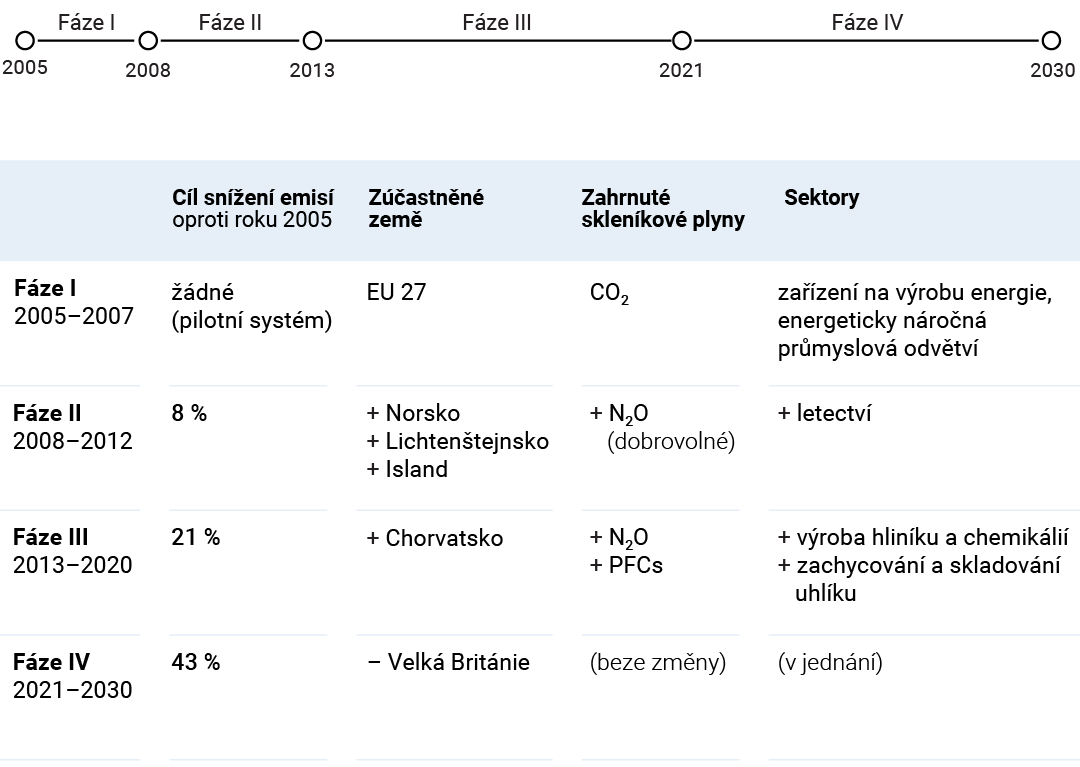 Fáze I
Fáze II
Fáze III
Fáze IV
2005
2008
2013
2021
2030
Cíl snížení emisí
oproti roku 2005
Zúčastněné
země
Zahrnuté
skleníkové plyny
Sektory
Fáze I
2005–2007
žádné
(pilotní systém)
EU 27
CO₂
zařízení na výrobu energie,
energeticky náročná
průmyslová odvětví
Fáze II
2008–2012
8 %
+ Norsko
+ Lichtenštejnsko
+ Island
+ N₂O
(dobrovolné)
+ letectví
Fáze III
2013–2020
21 %
+ Chorvatsko
+ N₂O
+ PFCs
+ výroba hliníku a chemikálií
+ zachycování a skladování
uhlíku
Fáze IV
2021–2030
43 %
– Velká Británie
(beze změny)
(v jednání)